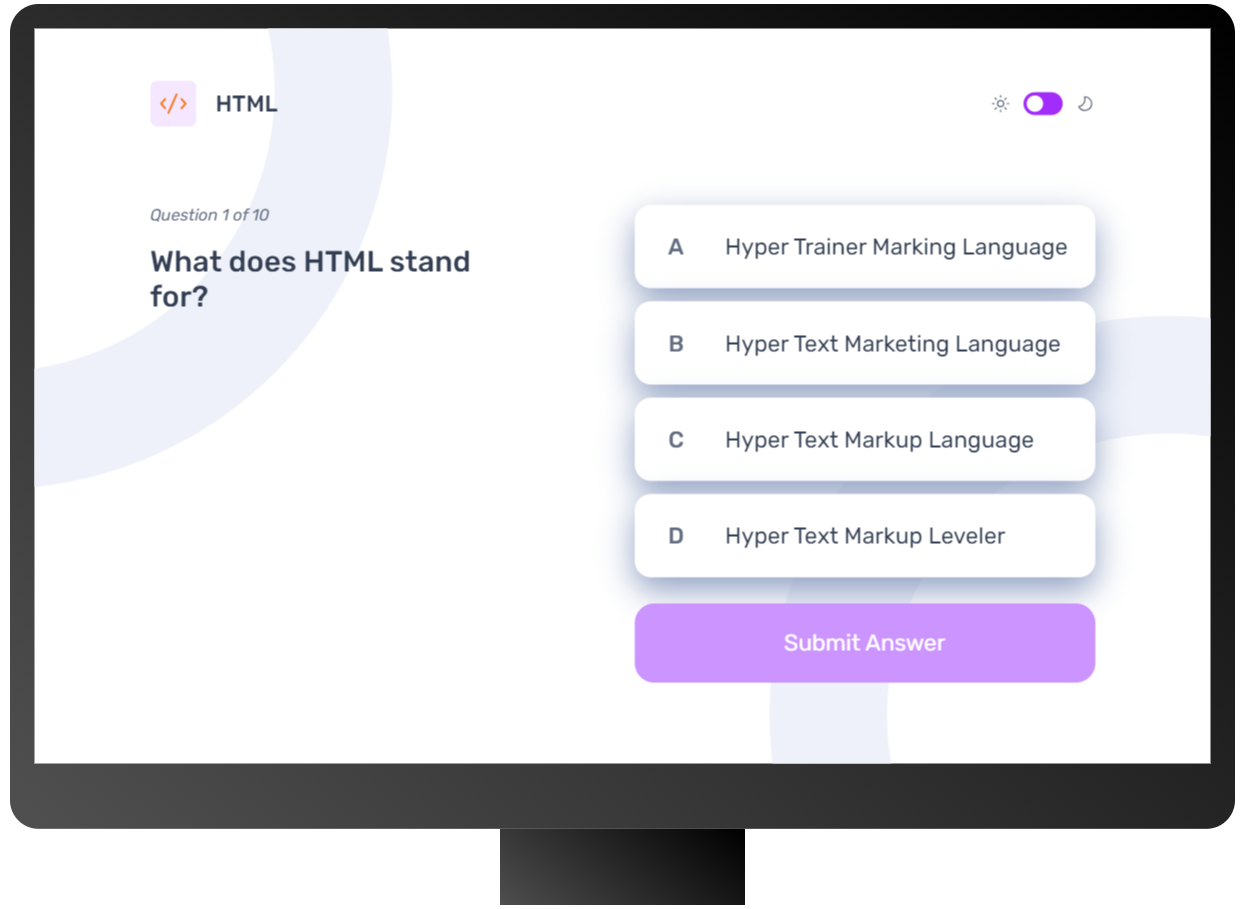 HTML
Question 1 of 10
What does HTML stand
for?
A Hyper Trainer Marking Language
B Hyper Text Marketing Language
C Hyper Text Markup Language
D Hyper Text Markup Leveler
Submit Answer